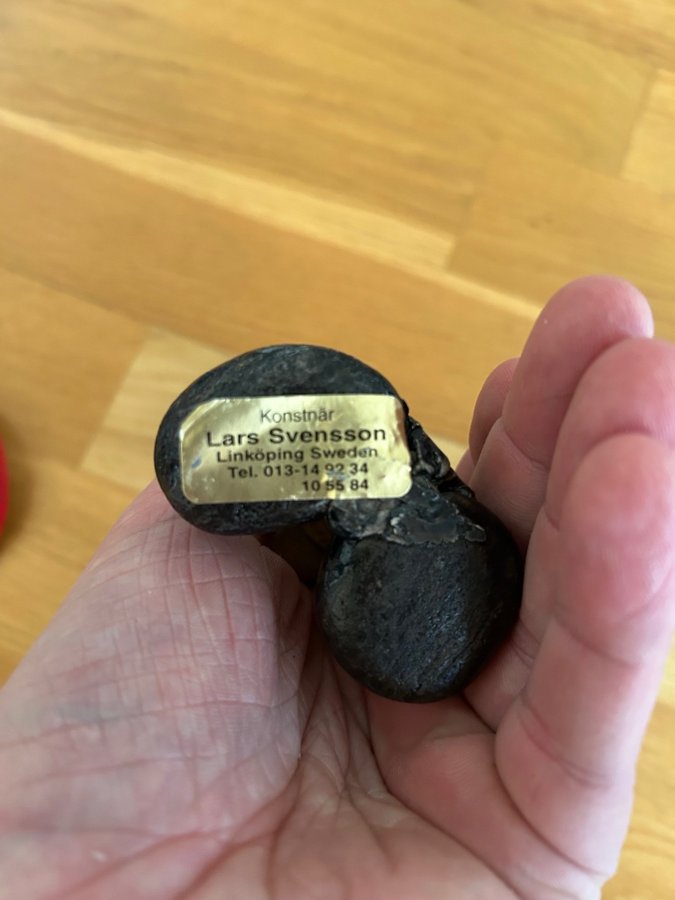 Konstnär
Lars Svensson
Linköping Sweden
Tel. 013-14 92 34
10 55 84